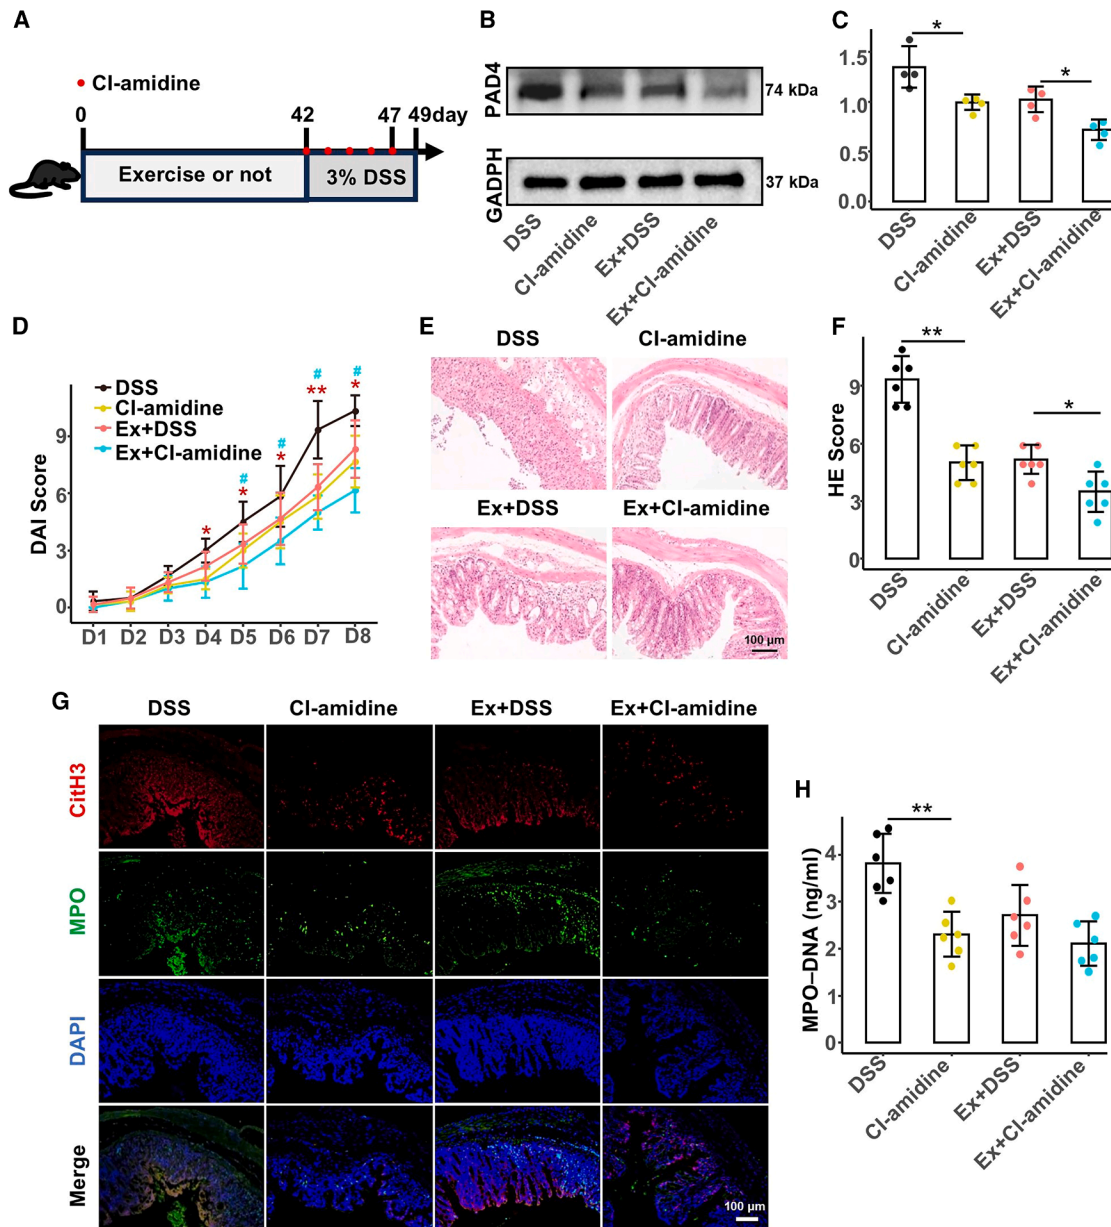 A
Cl-amidine
0
42
47
49day
Exercise or not
3% DSS
B
PAD4
74 kDa
GADPH
37 kDa
DSS
Cl-amidine
Ex+DSS
Ex+Cl-amidine
C
*
*
1.5
1.0
0.5
0.0
DSS
Cl-amidine
Ex+DSS
Ex+Cl-amidine
D
DSS
Cl-amidine
Ex+DSS
Ex+Cl-amidine
# #
** *
# #
* * *
DAI Score
9
6
3
0
D1 D2 D3 D4 D5 D6 D7 D8
E
DSS
Cl-amidine
Ex+DSS
Ex+Cl-amidine
100 µm
F
**
*
HE Score
9
6
3
0
DSS
Cl-amidine
Ex+DSS
Ex+Cl-amidine
G
DSS
Cl-amidine
Ex+DSS
Ex+Cl-amidine
CitH3
MPO
DAPI
Merge
100 µm
H
**
MPO–DNA (ng/ml)
4
3
2
1
0
DSS
Cl-amidine
Ex+DSS
Ex+Cl-amidine